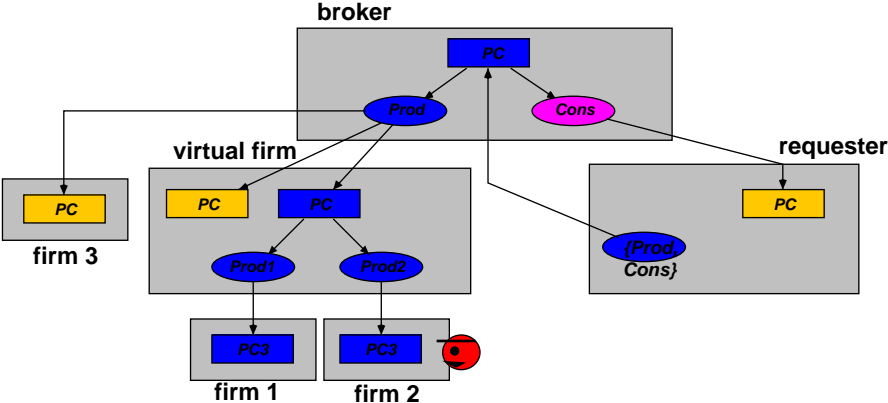 broker
PC
Prod
Cons
virtual firm
requester
PC
PC
PC
PC
firm 3
{Prod,
Cons}
Prod1
Prod2
PC3
PC3
firm 1
firm 2